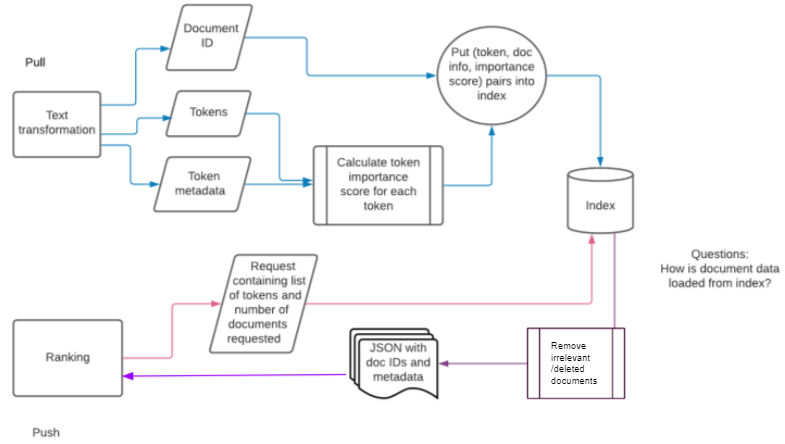 Pull
Document
ID
Text
transformation
Tokens
Token
metadata
Calculate token
importance
score for each
token
Put (token, doc
info, importance
score) pairs into
index
Index
Questions:
How is document data
loaded from index?
Request
containing list
of tokens and
number of
documents
requested
Ranking
JSON with
doc IDs and
metadata
Remove
irrelevant
/deleted
documents
Push